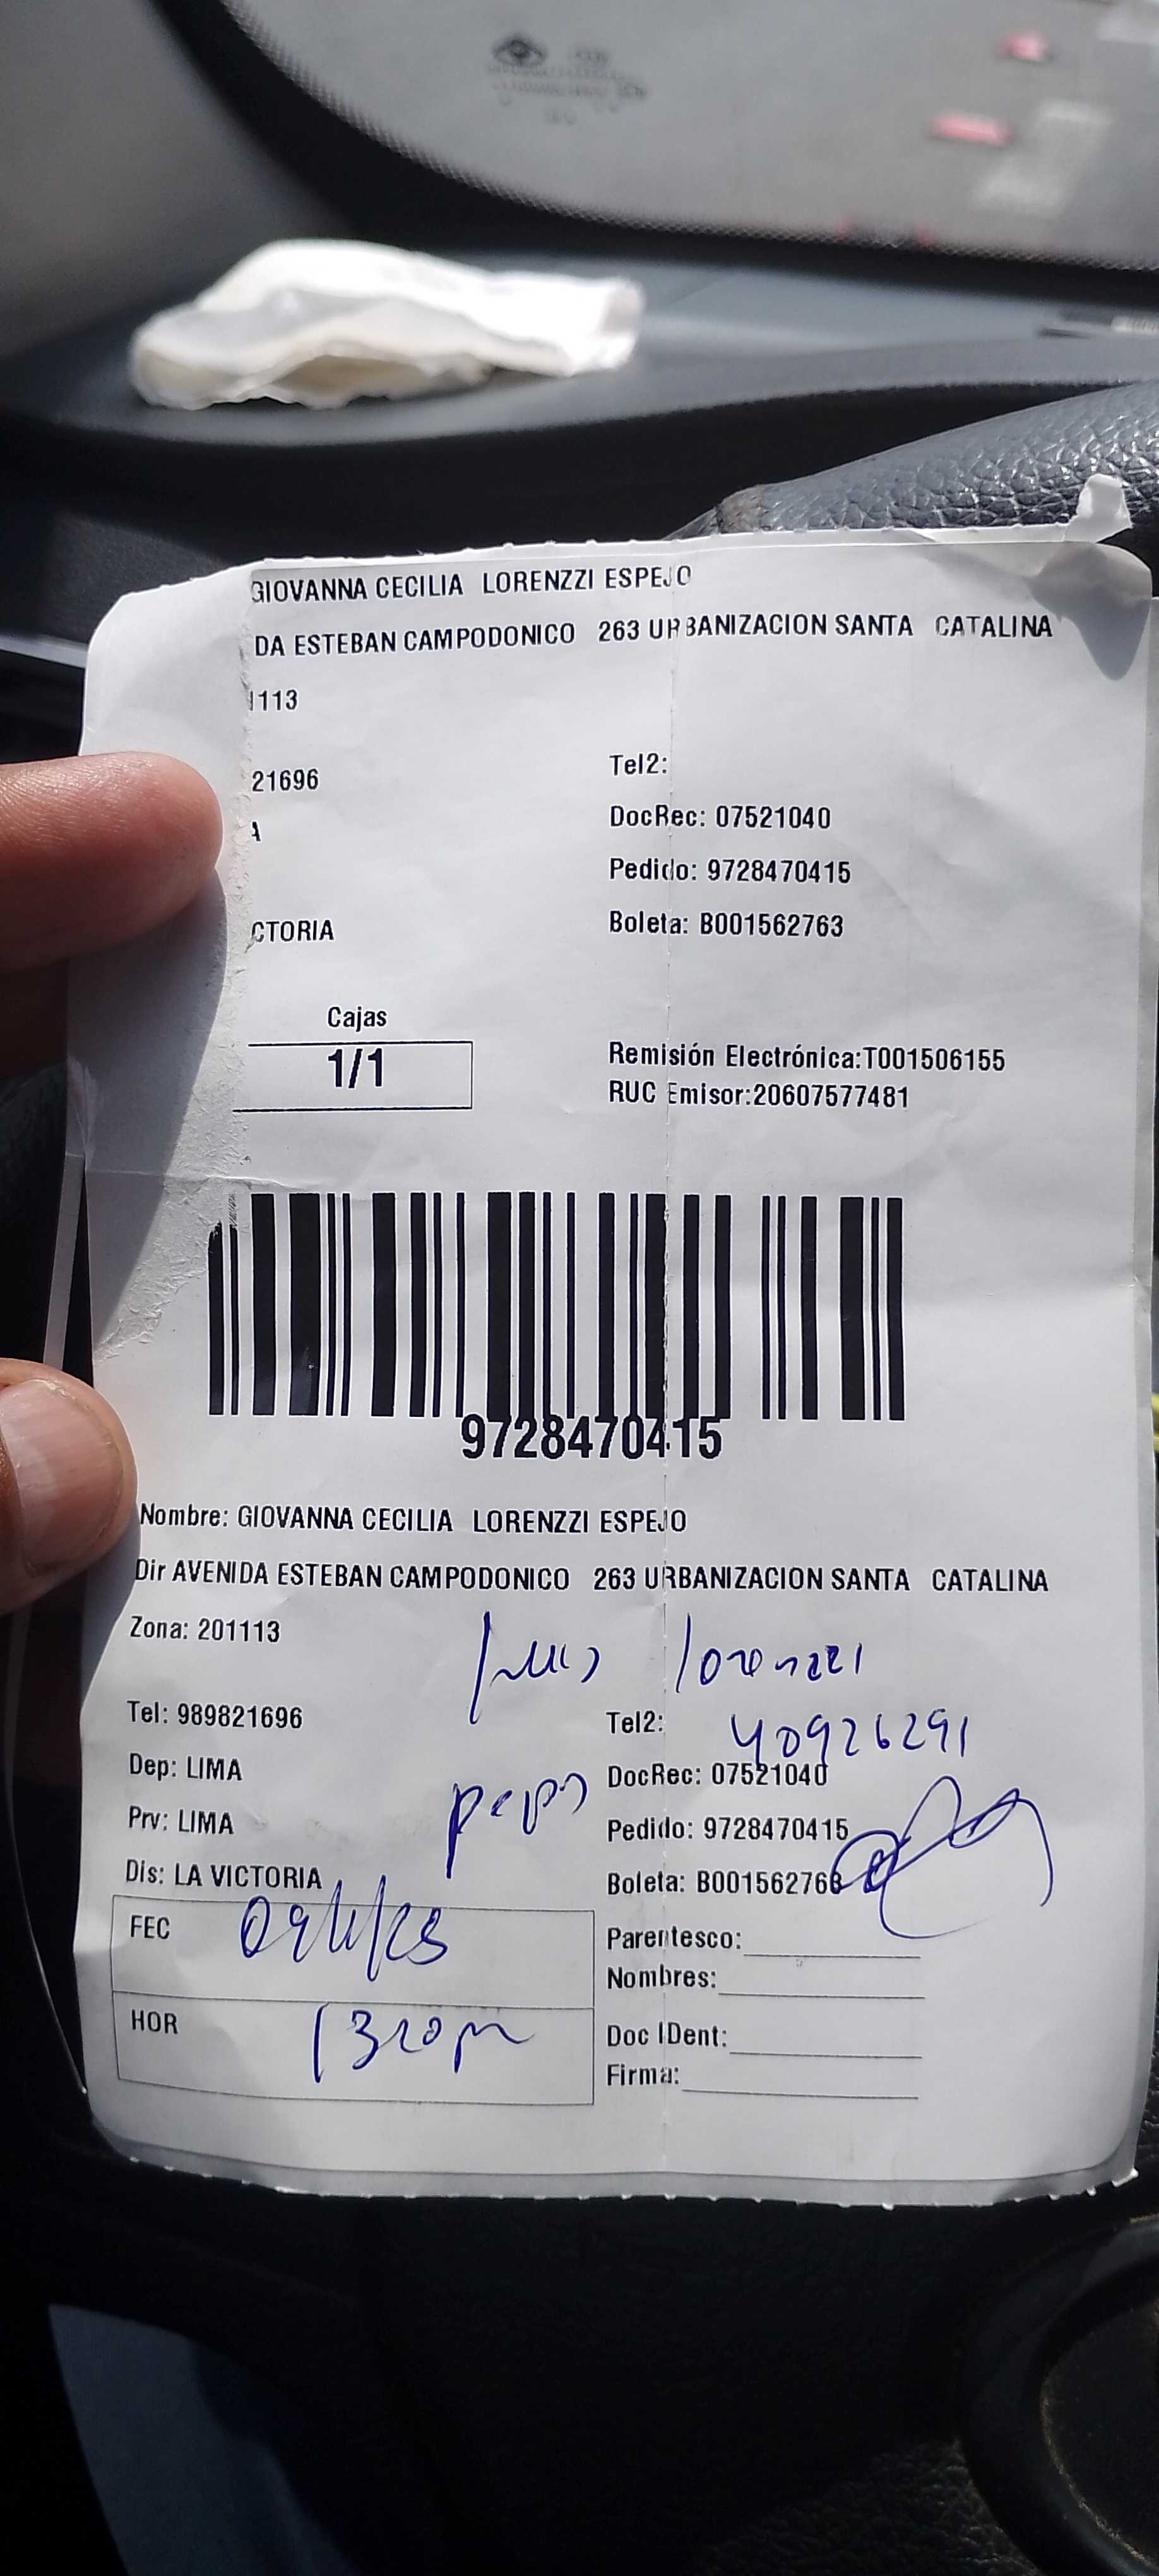 GIOVANNA CECILIA LORENZZI ESPEJO
DA ESTEBAN CAMPODONICO 263 URBANIZACION SANTA CATALINA
1113
21696
Tel2:
A
DocRec: 07521040
Pedido: 9728470415
CTORIA
Boleta: B001562763
Cajas
1/1
Remisión Electrónica:T001506155
RUC Emisor:20607577481
9728470415
Nombre: GIOVANNA CECILIA LORENZZI ESPEJO
Dir AVENIDA ESTEBAN CAMPODONICO 263 URBANIZACION SANTA CATALINA
Zona: 201113
lorenzzi
Tel: 989821696
Tel2:
40926291
Dep: LIMA
DocRec: 07521040
Prv: LIMA
Pedido: 9728470415
Dis: LA VICTORIA
Boleta: B001562763
FEC
Parentesco:
Nombres:
HOR
1320pm
Doc IDent:
Firma: